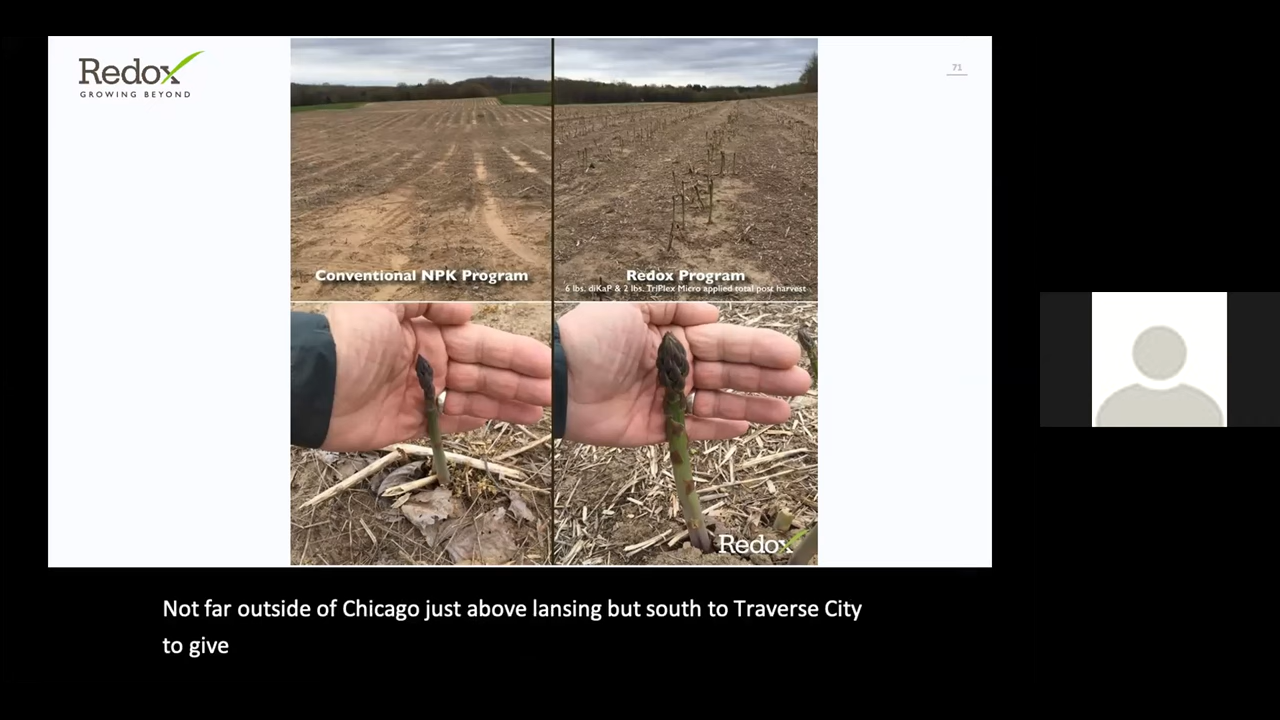 Redox
GROWING BEYOND
71
Conventional NPK Program
Redox Program
6 lbs. diKaP & 2 lbs. TriPlex Micro applied total post harvest
Redox
Not far outside of Chicago just above lansing but south to Traverse City
to give